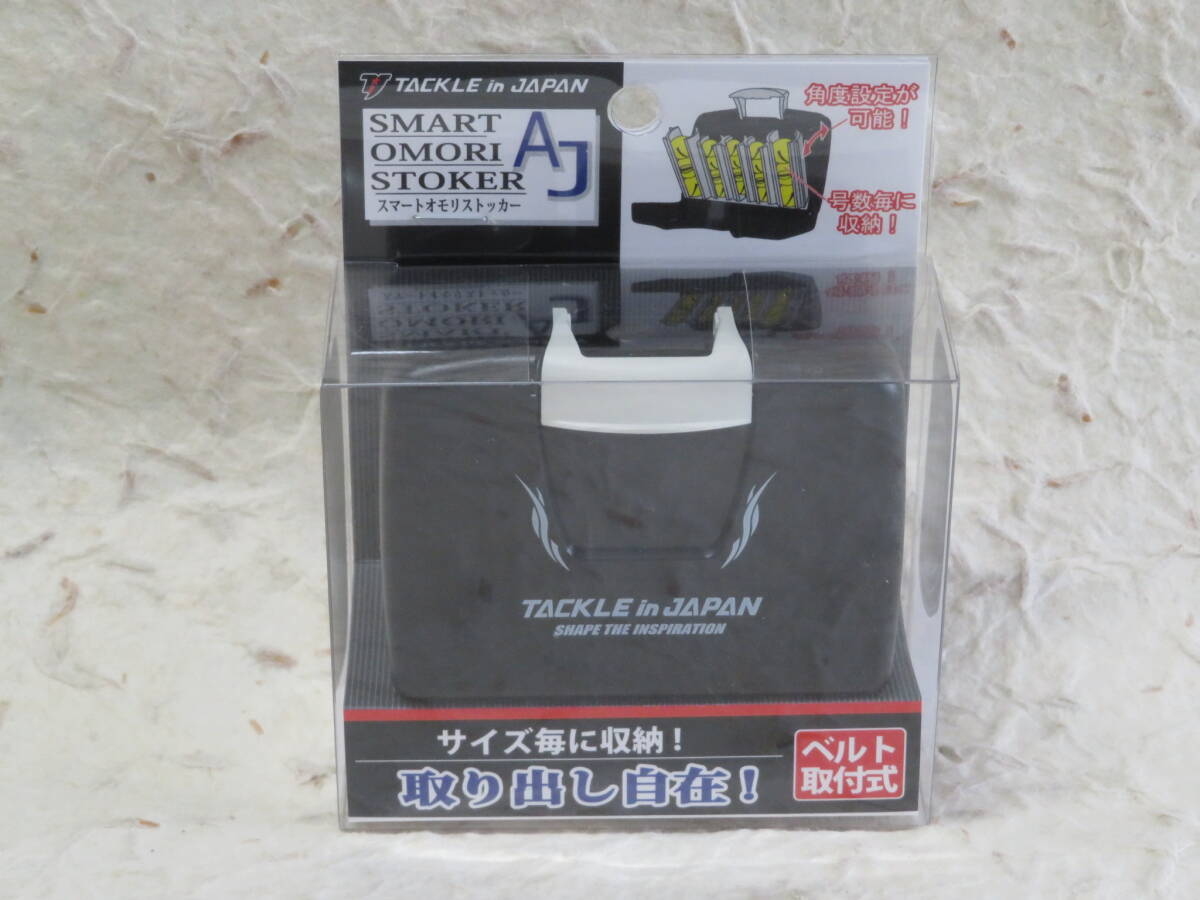 TACKLE in JAPAN
SMART
OMORI
STOKER
AJ
スマートオモリストッカー
角度設定が
可能！
号数毎に
収納！
TACKLE in JAPAN
SHAPE THE INSPIRATION
サイズ毎に収納！
取り出し自在！
ベルト
取付式